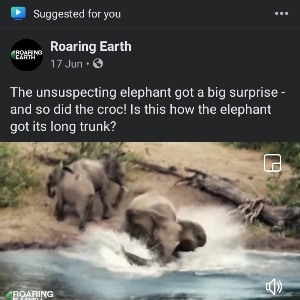 Suggested for you
ROARING
EARTH
Roaring Earth
17 Jun •
The unsuspecting elephant got a big surprise -
and so did the croc! Is this how the elephant
got its long trunk?
ROARING
EARTH